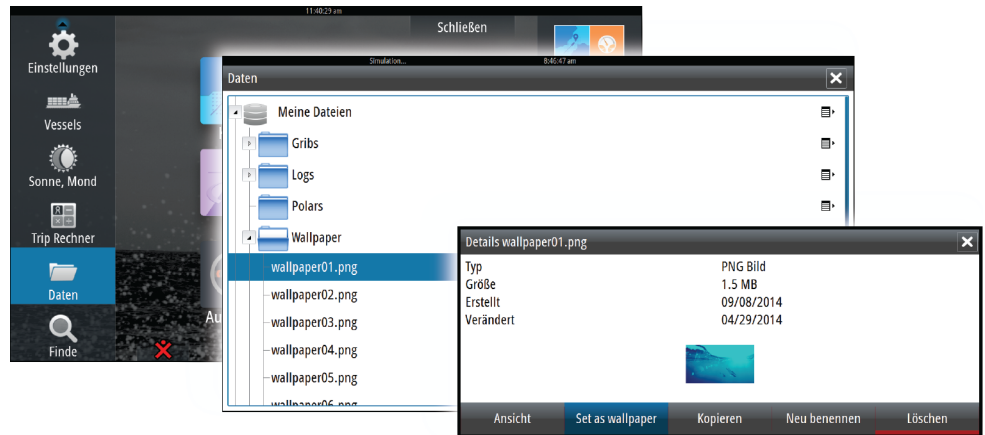 11:40:29 am
Schließen
Einstellungen
Vessels
Sonne, Mond
Trip Rechner
Daten
Finde
Au
Simulation...
8:46:47 am
Daten
Meine Dateien
Gribs
Logs
Polars
Wallpaper
wallpaper01.png
wallpaper02.png
wallpaper03.png
wallpaper04.png
wallpaper05.png
wallpaper06.png
Details wallpaper01.png
Typ PNG Bild
Größe 1.5 MB
Erstellt 09/08/2014
Verändert 04/29/2014
Ansicht Set as wallpaper Kopieren Neu benennen Löschen